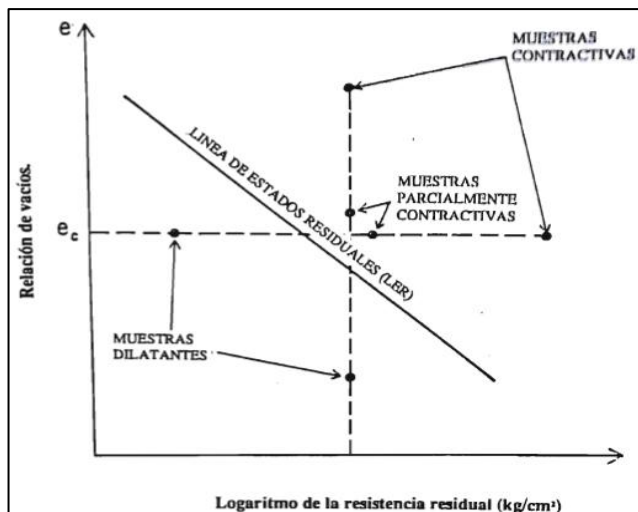 e
MUESTRAS
CONTRACTIVAS
LINEA DE ESTADOS RESIDUALES (LER)
MUESTRAS
PARCIALMENTE
CONTRACTIVAS
Relación de vacíos.
e c
MUESTRAS
DILATANTES
Logaritmo de la resistencia residual (kg/cm²)